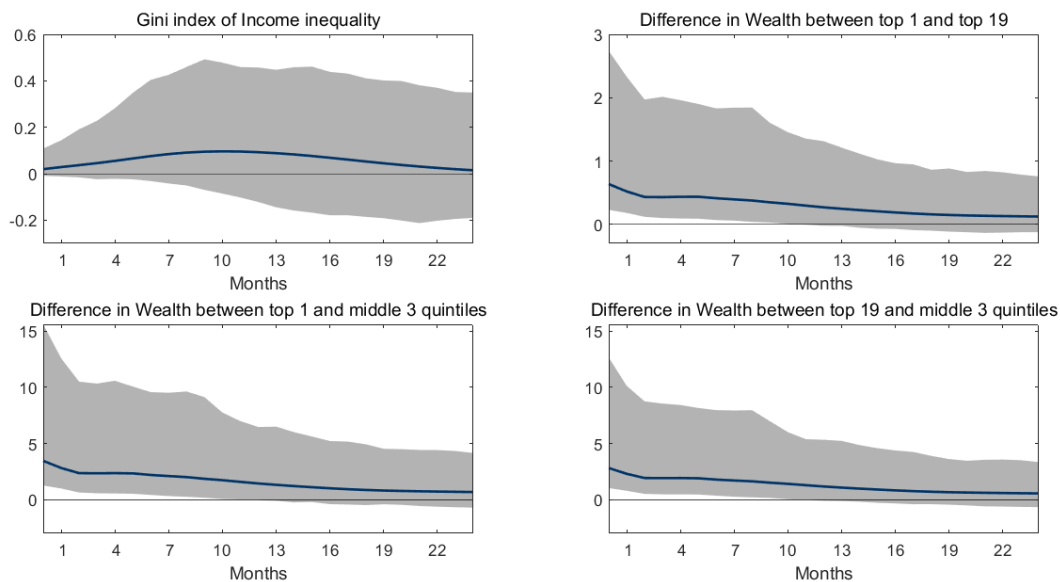 Gini index of Income inequality
0.6
0.4
0.2
0
-0.2
1 4 7 10 13 16 19 22
Months
Difference in Wealth between top 1 and top 19
3
2
1
0
1 4 7 10 13 16 19 22
Months
Difference in Wealth between top 1 and middle 3 quintiles
15
10
5
0
1 4 7 10 13 16 19 22
Months
Difference in Wealth between top 19 and middle 3 quintiles
15
10
5
0
1 4 7 10 13 16 19 22
Months